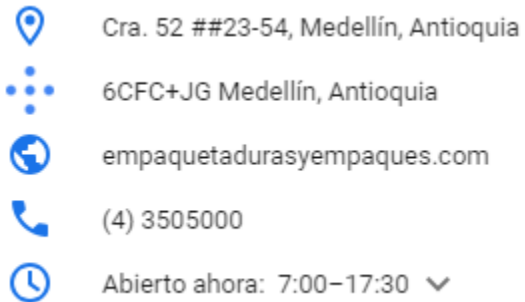 Cra. 52 ##23-54, Medellín, Antioquia
6CFC+JG Medellín, Antioquia
empaquetadurasyempaques.com
(4) 3505000
Abierto ahora: 7:00–17:30